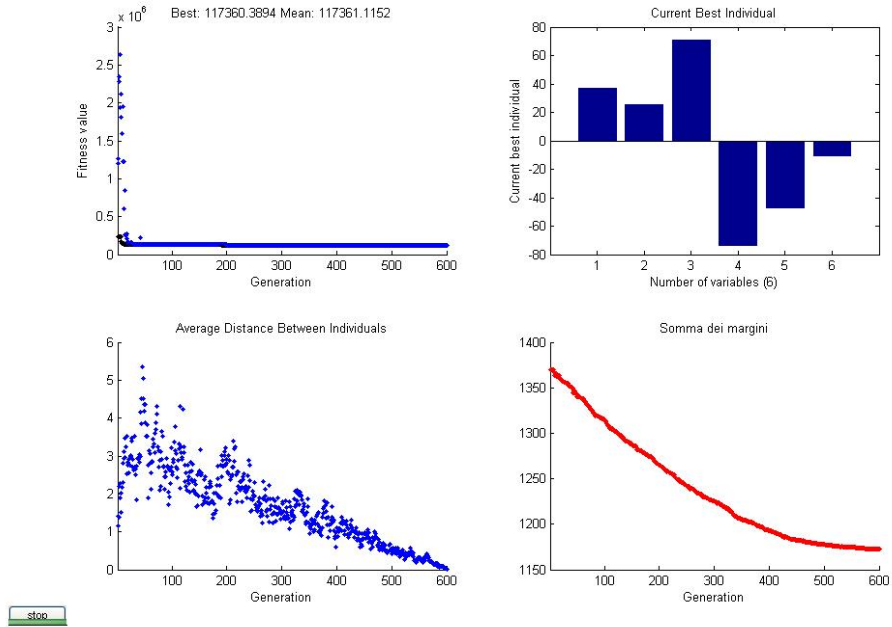 Best: 117360.3894 Mean: 117361.1152
x 10^6
3
2.5
2
1.5
1
0.5
0
Fitness value
100 200 300 400 500 600
Generation
Current Best Individual
80
60
40
20
0
-20
-40
-60
-80
Current best individual
1 2 3 4 5 6
Number of variables (6)
Average Distance Between Individuals
6
5
4
3
2
1
0
100 200 300 400 500 600
Generation
Somma dei margini
1400
1350
1300
1250
1200
1150
100 200 300 400 500 600
Generation
stop